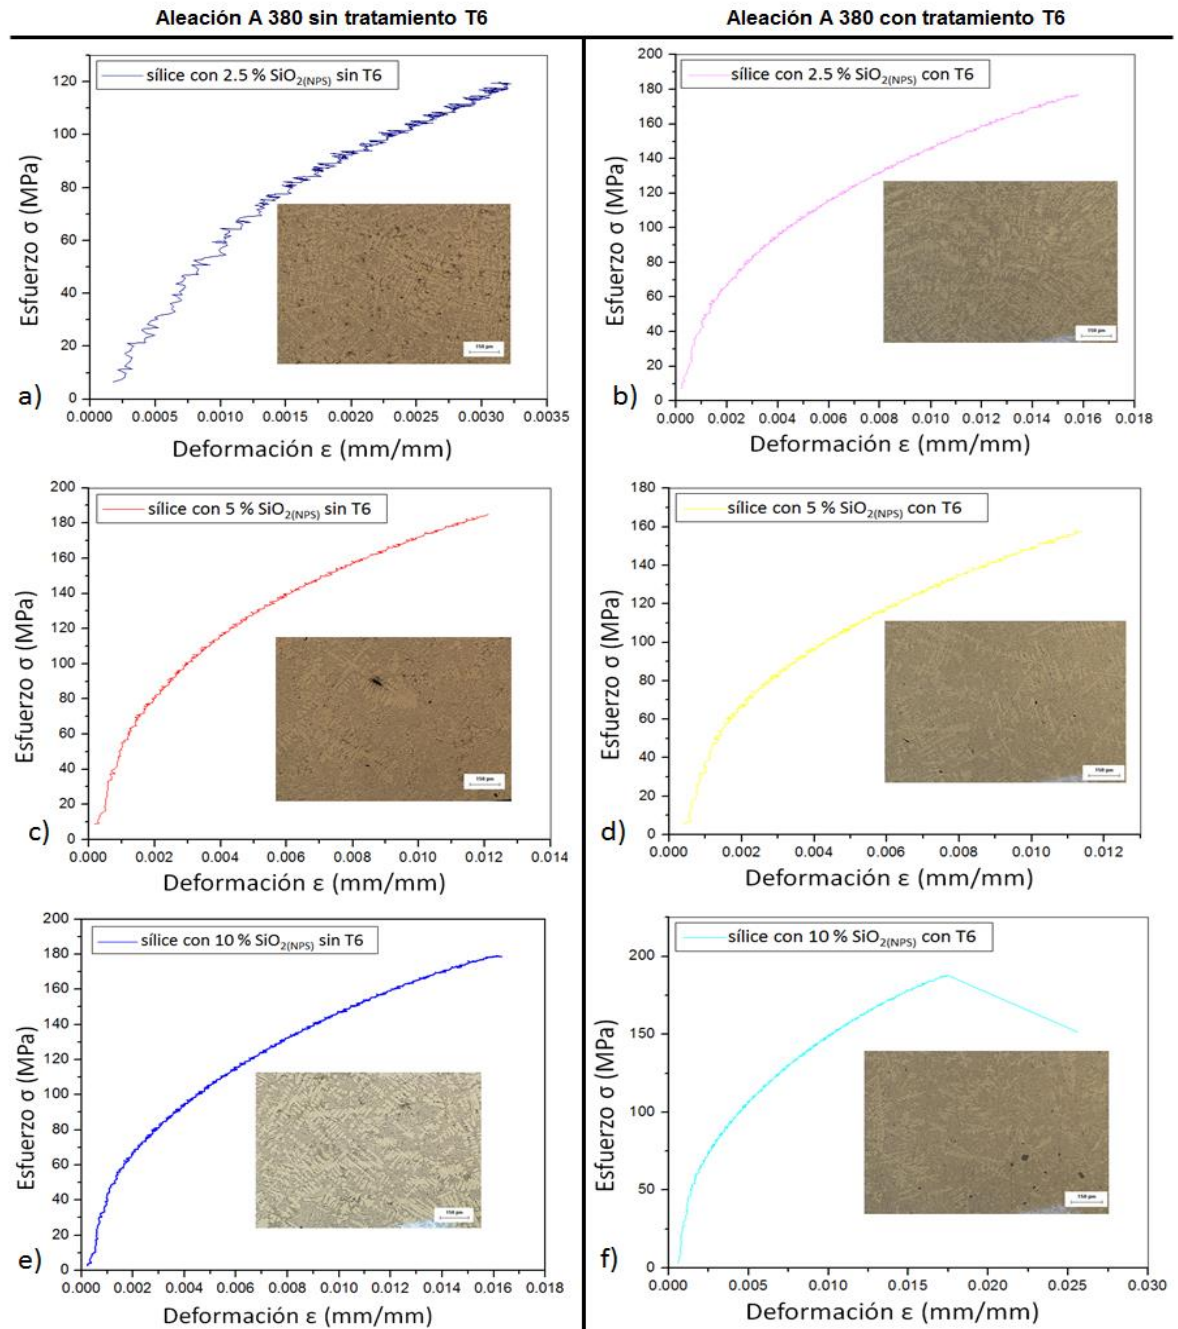 Aleación A 380 sin tratamiento T6
Aleación A 380 con tratamiento T6
sílice con 2.5 % SiO2(NPS) sin T6
Esfuerzo σ (MPa)
120
100
80
60
40
20
0
150 µm
a)
0.0000 0.0005 0.0010 0.0015 0.0020 0.0025 0.0030 0.0035
Deformación ε (mm/mm)
sílice con 2.5 % SiO2(NPS) con T6
Esfuerzo σ (MPa)
200
180
160
140
120
100
80
60
40
20
0
150 µm
b)
0.000 0.002 0.004 0.006 0.008 0.010 0.012 0.014 0.016 0.018
Deformación ε (mm/mm)
sílice con 5 % SiO2(NPS) sin T6
Esfuerzo σ (MPa)
200
180
160
140
120
100
80
60
40
20
0
150 µm
c)
0.000 0.002 0.004 0.006 0.008 0.010 0.012 0.014
Deformación ε (mm/mm)
sílice con 5 % SiO2(NPS) con T6
Esfuerzo σ (MPa)
180
160
140
120
100
80
60
40
20
0
150 µm
d)
0.000 0.002 0.004 0.006 0.008 0.010 0.012
Deformación ε (mm/mm)
sílice con 10 % SiO2(NPS) sin T6
Esfuerzo σ (MPa)
200
180
160
140
120
100
80
60
40
20
0
150 µm
e)
0.000 0.002 0.004 0.006 0.008 0.010 0.012 0.014 0.016 0.018
Deformación ε (mm/mm)
sílice con 10 % SiO2(NPS) con T6
Esfuerzo σ (MPa)
200
150
100
50
0
150 µm
f)
0.000 0.005 0.010 0.015 0.020 0.025 0.030
Deformación ε (mm/mm)